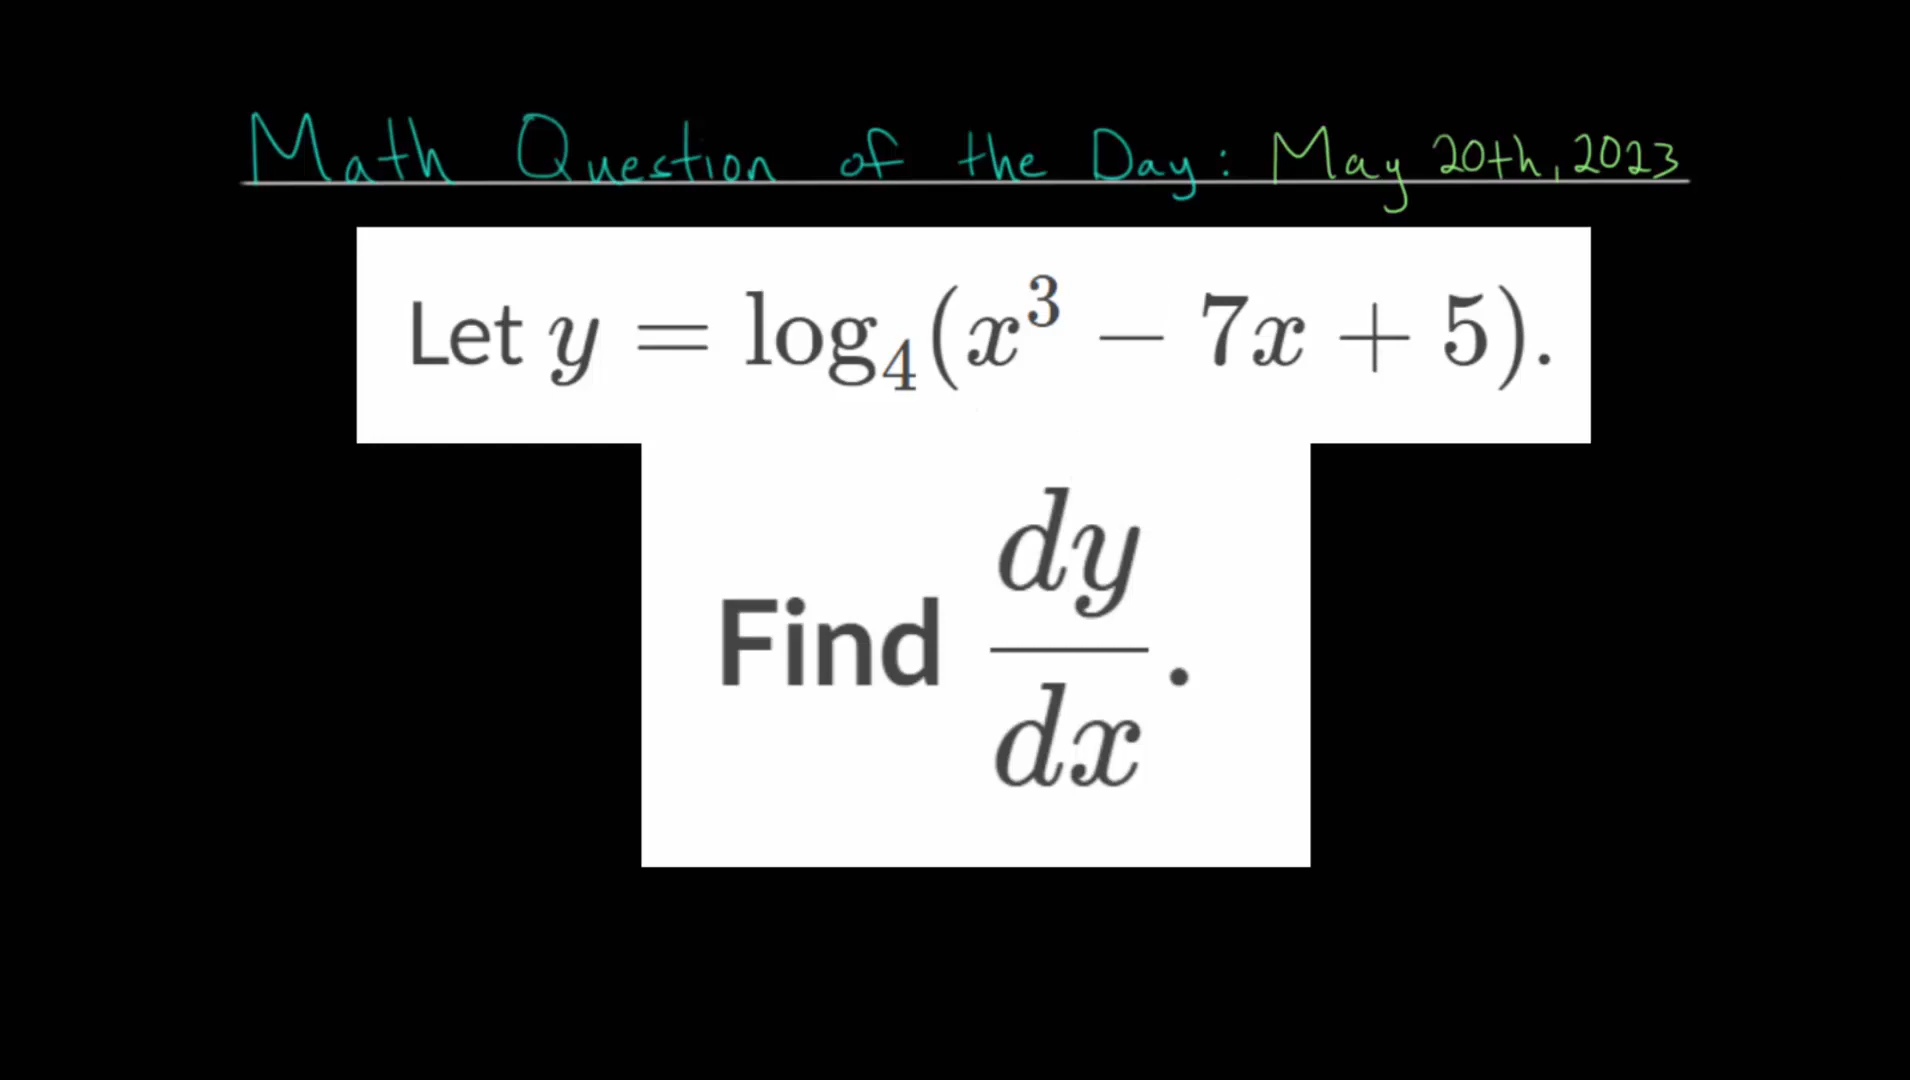 Math Question of the Day: May 20th, 2023
Let y = log₄(x³ − 7x + 5).
Find dy/dx.